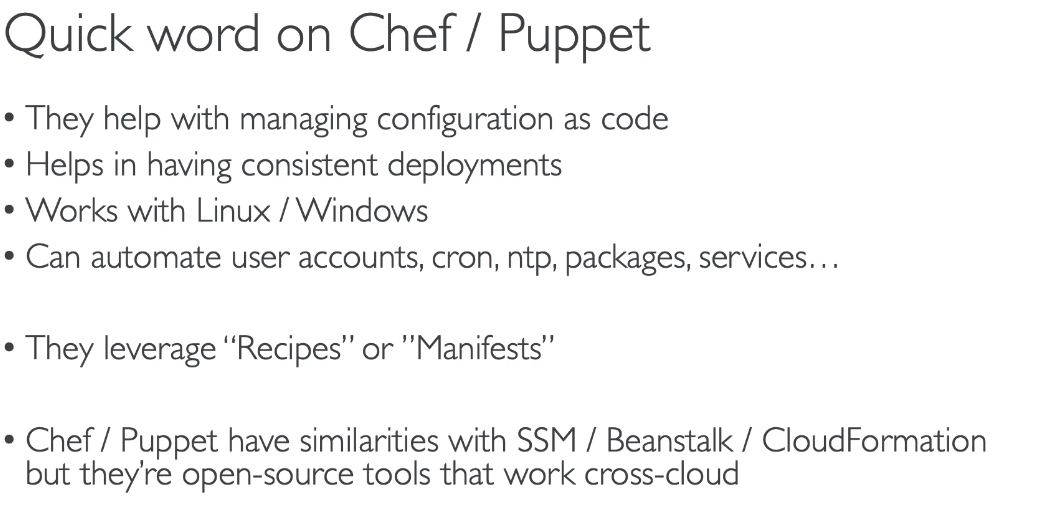 Quick word on Chef / Puppet
• They help with managing configuration as code
• Helps in having consistent deployments
• Works with Linux / Windows
• Can automate user accounts, cron, ntp, packages, services…
• They leverage “Recipes” or ”Manifests”
• Chef / Puppet have similarities with SSM / Beanstalk / CloudFormation
but they’re open-source tools that work cross-cloud